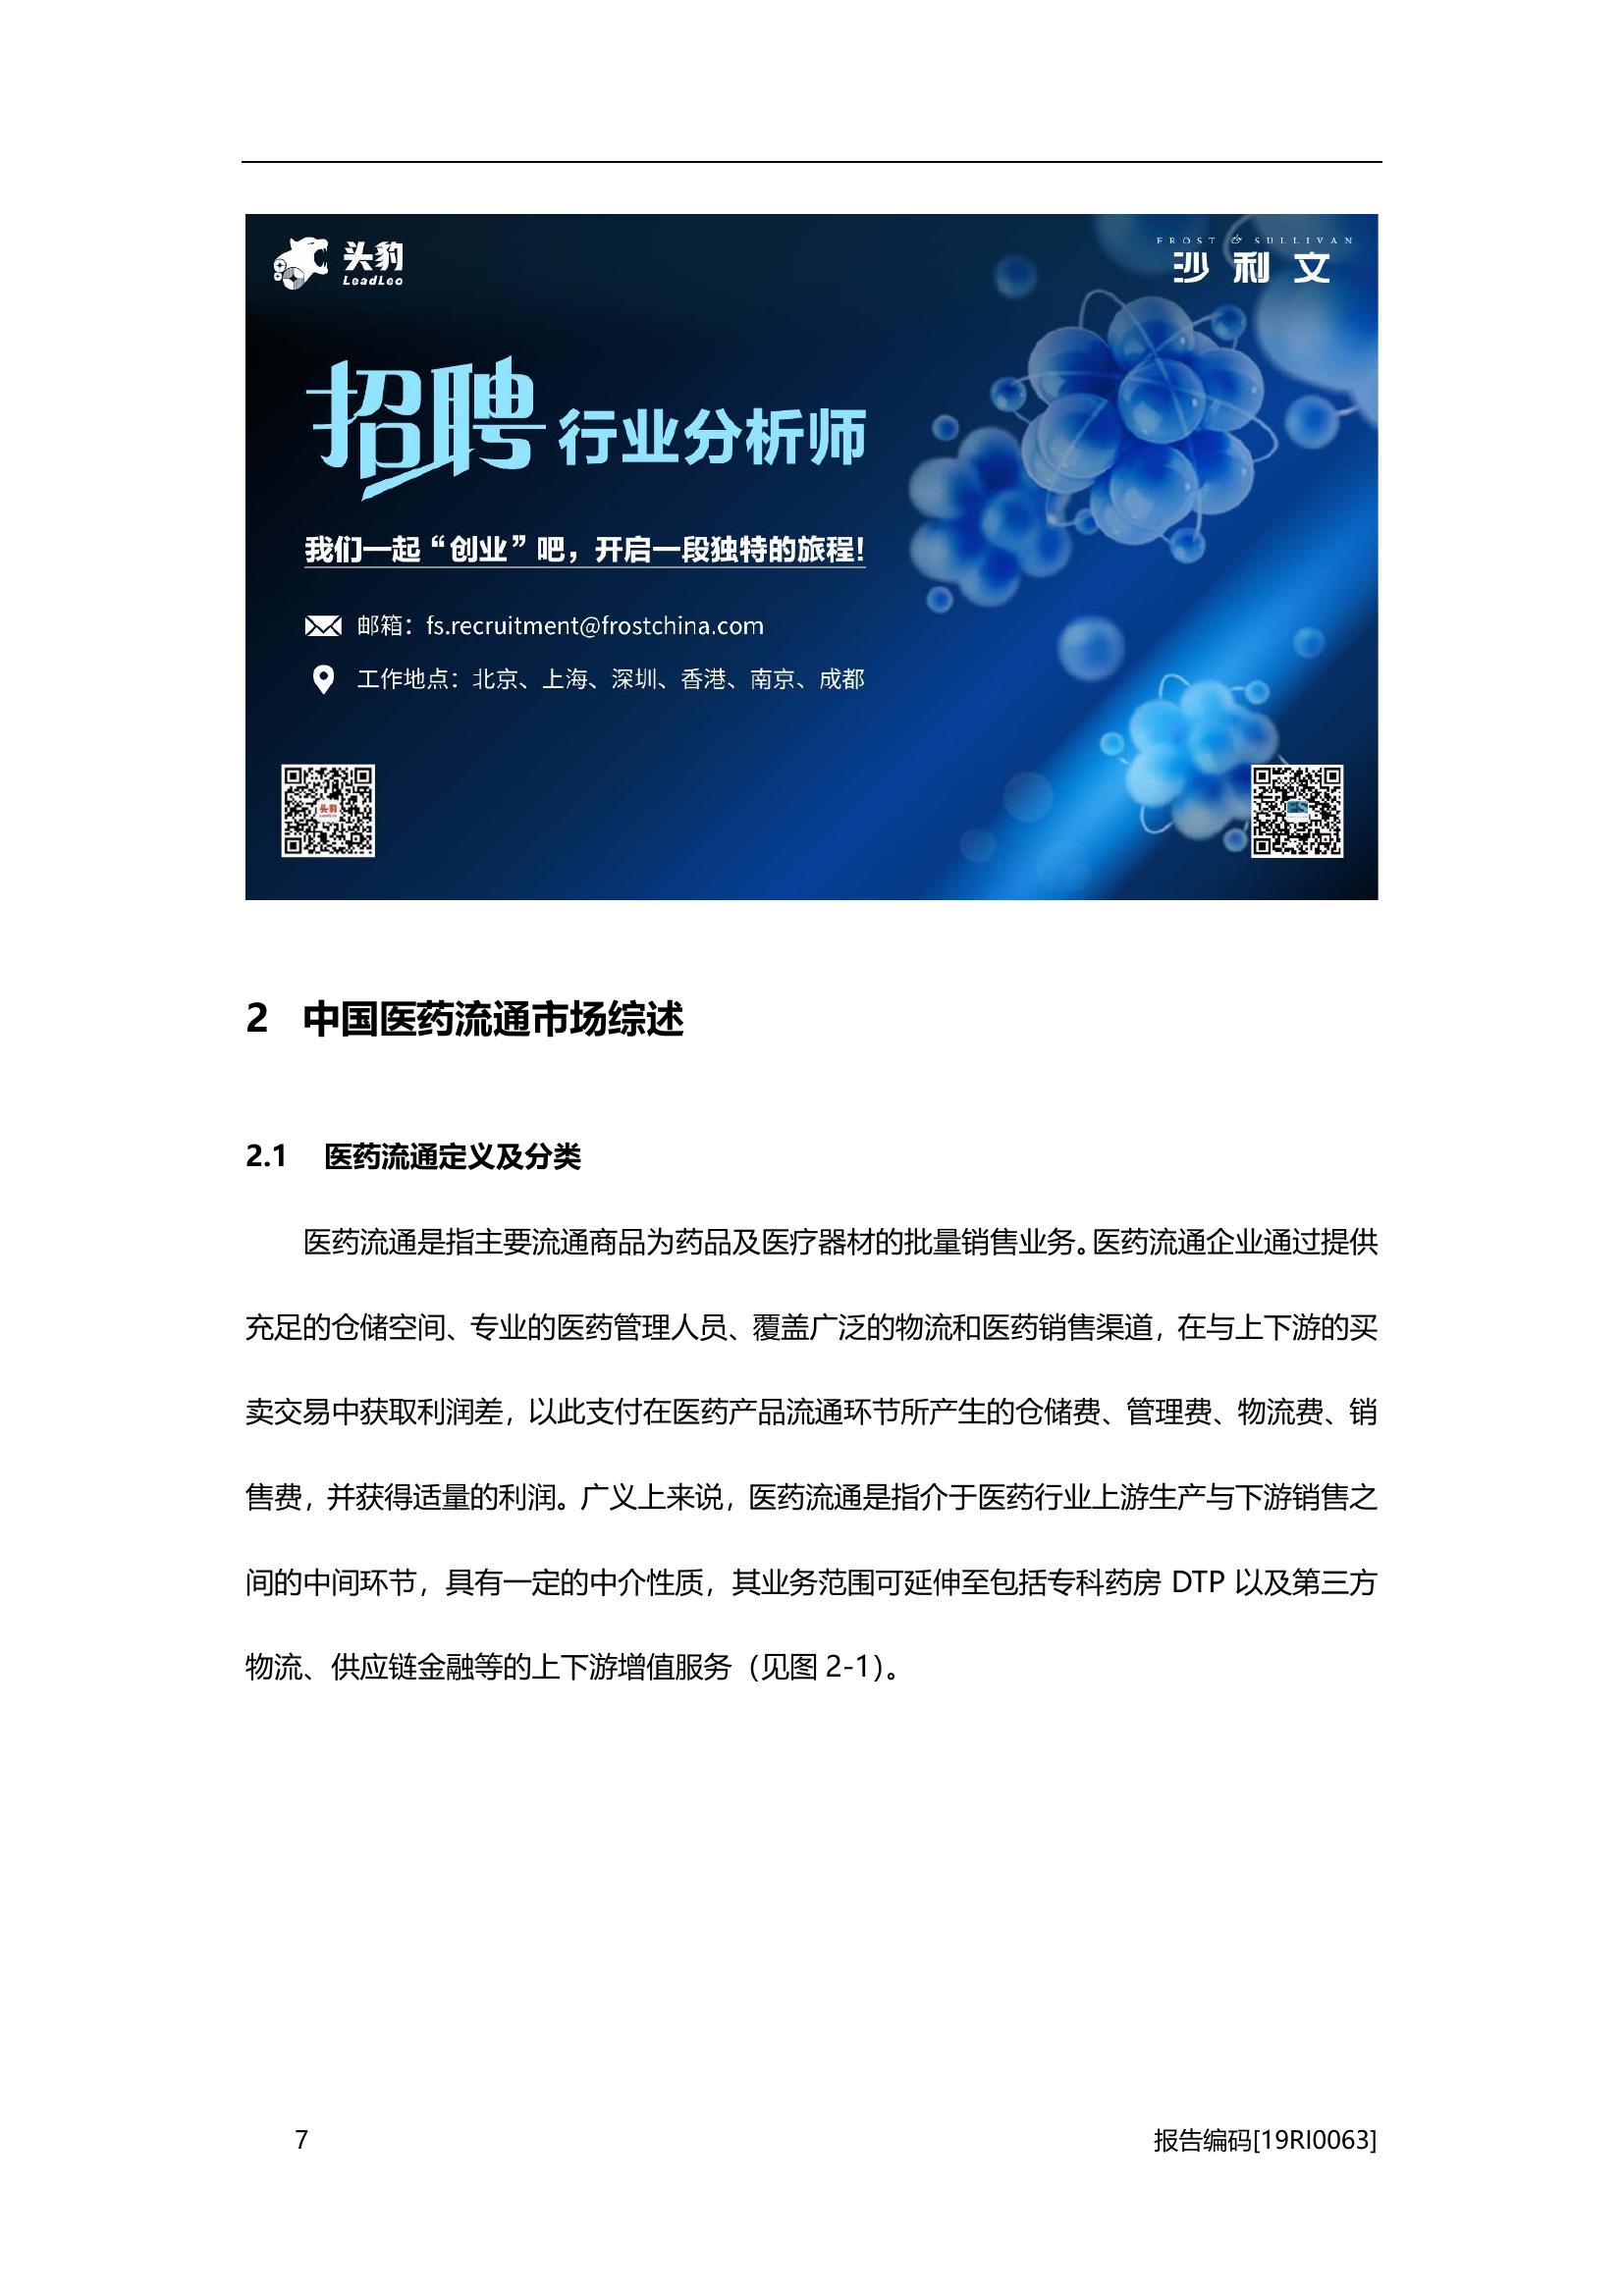 头豹
LeadLeo
FROST & SULLIVAN
沙利文
招聘 行业分析师
我们一起“创业”吧，开启一段独特的旅程！
邮箱：fs.recruitment@frostchina.com
工作地点：北京、上海、深圳、香港、南京、成都
头豹
2 中国医药流通市场综述
2.1 医药流通定义及分类
医药流通是指主要流通商品为药品及医疗器材的批量销售业务。医药流通企业通过提供
充足的仓储空间、专业的医药管理人员、覆盖广泛的物流和医药销售渠道，在与上下游的买
卖交易中获取利润差，以此支付在医药产品流通环节所产生的仓储费、管理费、物流费、销
售费，并获得适量的利润。广义上来说，医药流通是指介于医药行业上游生产与下游销售之
间的中间环节，具有一定的中介性质，其业务范围可延伸至包括专科药房 DTP 以及第三方
物流、供应链金融等的上下游增值服务（见图 2-1）。
7
报告编码[19RI0063]